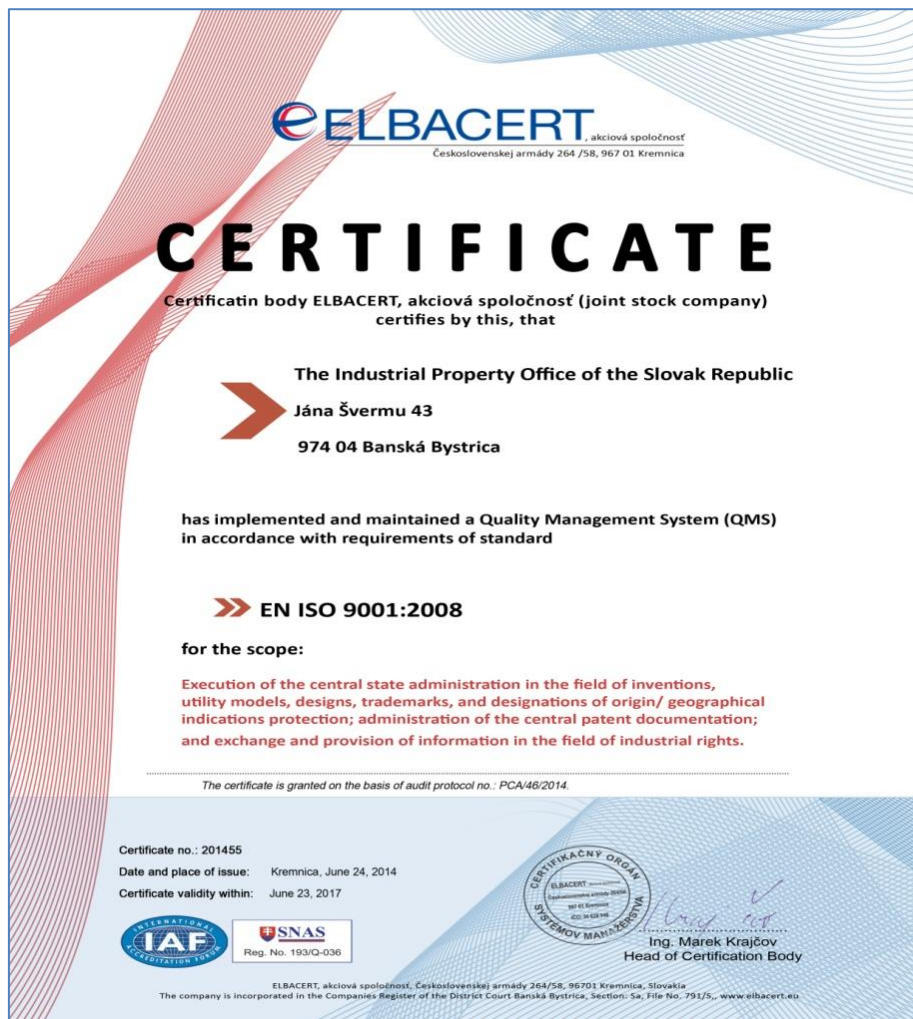 eELBACERT, akciová spoločnosť
Československej armády 264 /58, 967 01 Kremnica
CERTIFICATE
Certificatin body ELBACERT, akciová spoločnosť (joint stock company)
certifies by this, that
The Industrial Property Office of the Slovak Republic
Jána Švermu 43
974 04 Banská Bystrica
has implemented and maintained a Quality Management System (QMS)
in accordance with requirements of standard
EN ISO 9001:2008
for the scope:
Execution of the central state administration in the field of inventions,
utility models, designs, trademarks, and designations of origin/ geographical
indications protection; administration of the central patent documentation;
and exchange and provision of information in the field of industrial rights.
The certificate is granted on the basis of audit protocol no.: PCA/46/2014.
Certificate no.: 201455
Date and place of issue: Kremnica, June 24, 2014
Certificate validity within: June 23, 2017
INTERNATIONAL
IAF
ACCREDITATION FORUM
SNAS
Reg. No. 193/Q-036
CERTIFIKAČNÝ ORGÁN
ELBACERT
967 01 Kremnica
SYSTÉMOV MANAŽÉRSTVA
Ing. Marek Krajčov
Head of Certification Body
ELBACERT, akciová spoločnosť, Československej armády 264/58, 96701 Kremnica, Slovakia
The company is incorporated in the Companies Register of the District Court Banská Bystrica, Section: Sa, File No. 791/S,, www.elbacert.eu